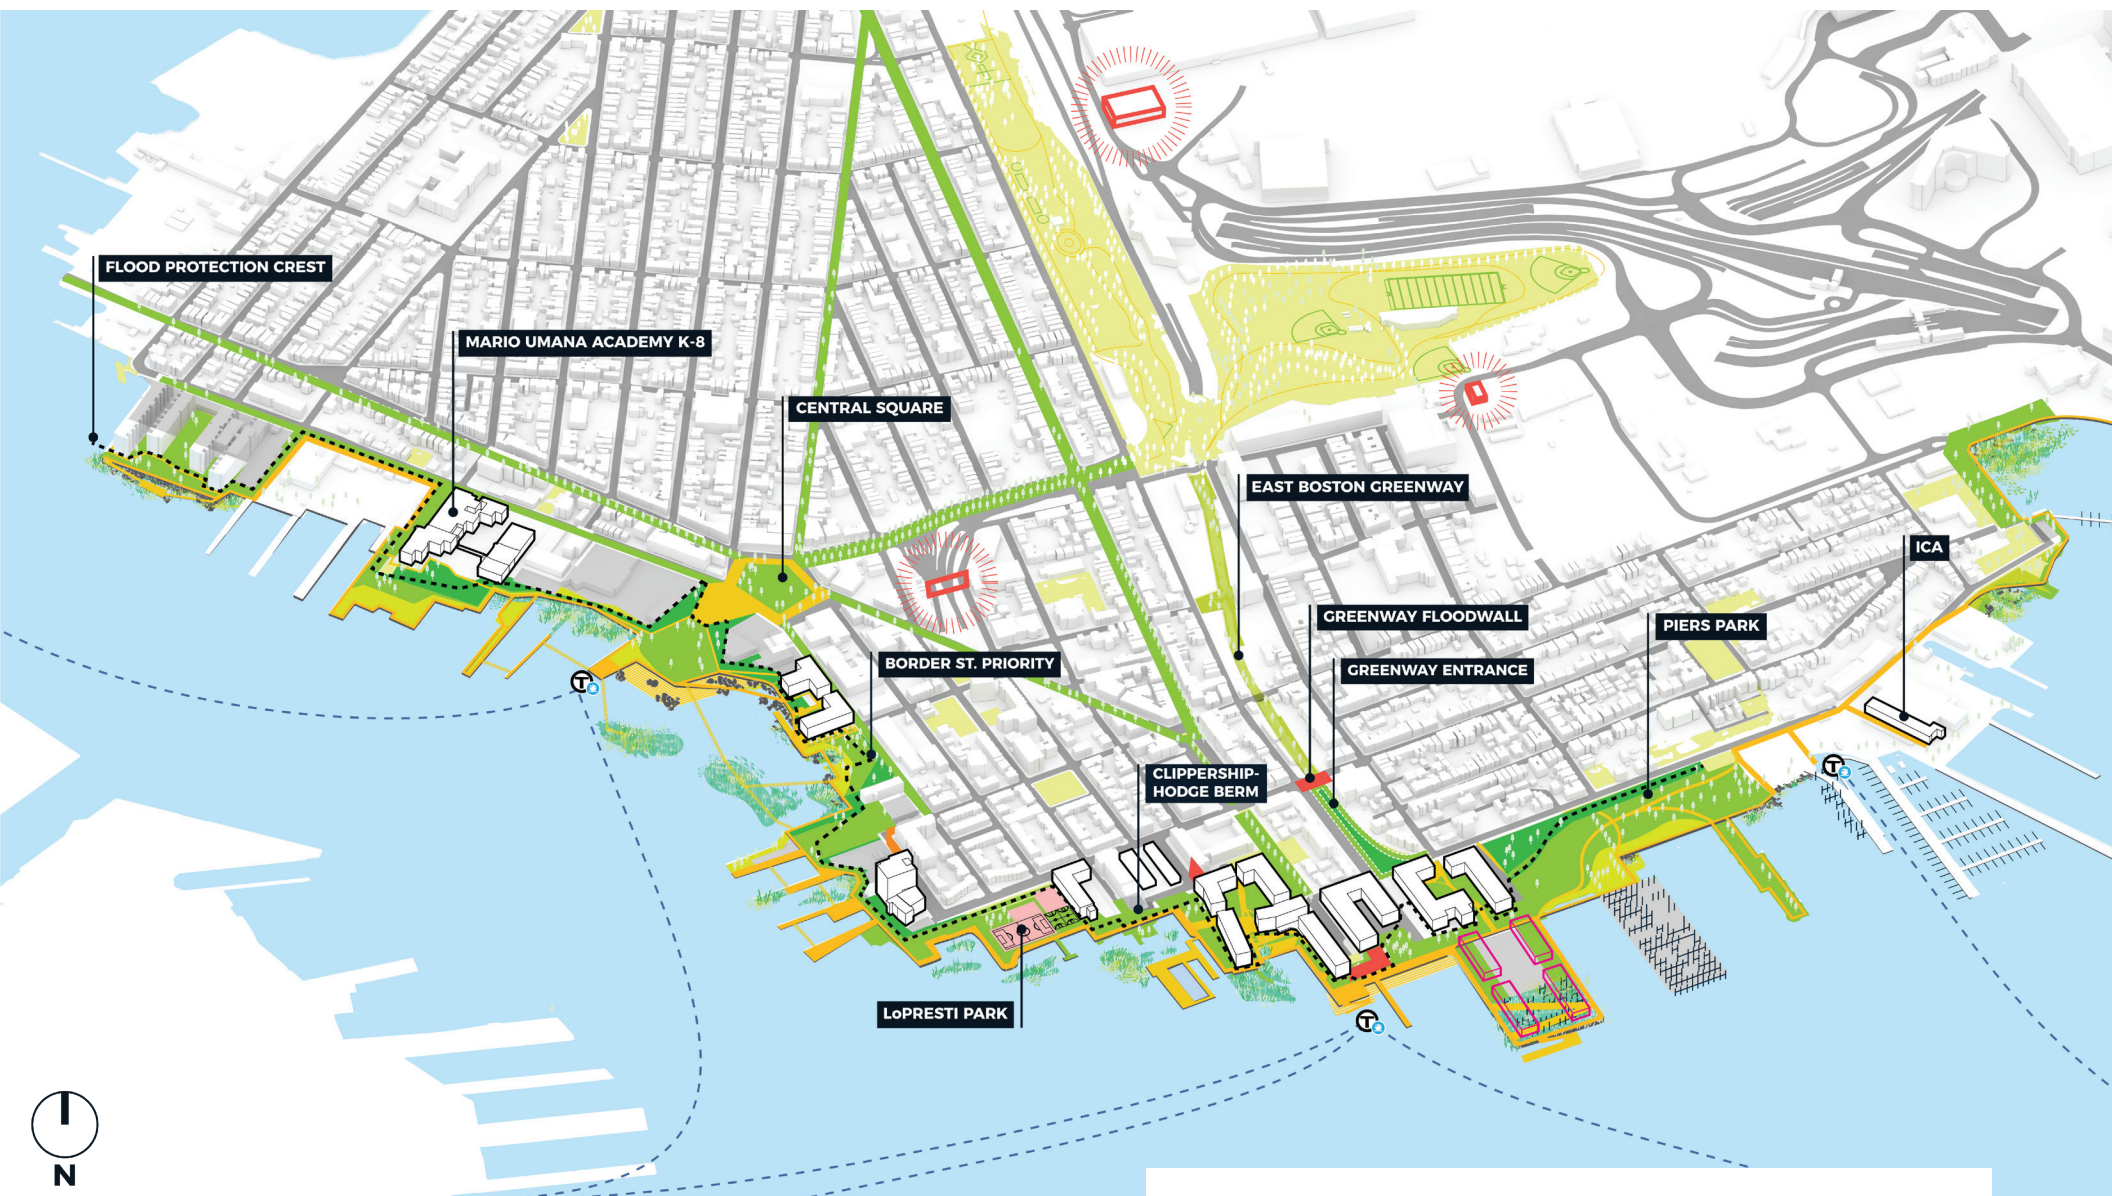 FLOOD PROTECTION CREST
MARIO UMANA ACADEMY K-8
CENTRAL SQUARE
EAST BOSTON GREENWAY
ICA
GREENWAY FLOODWALL
PIERS PARK
BORDER ST. PRIORITY
GREENWAY ENTRANCE
CLIPPERSHIP-
HODGE BERM
LoPRESTI PARK
T
T
T
N